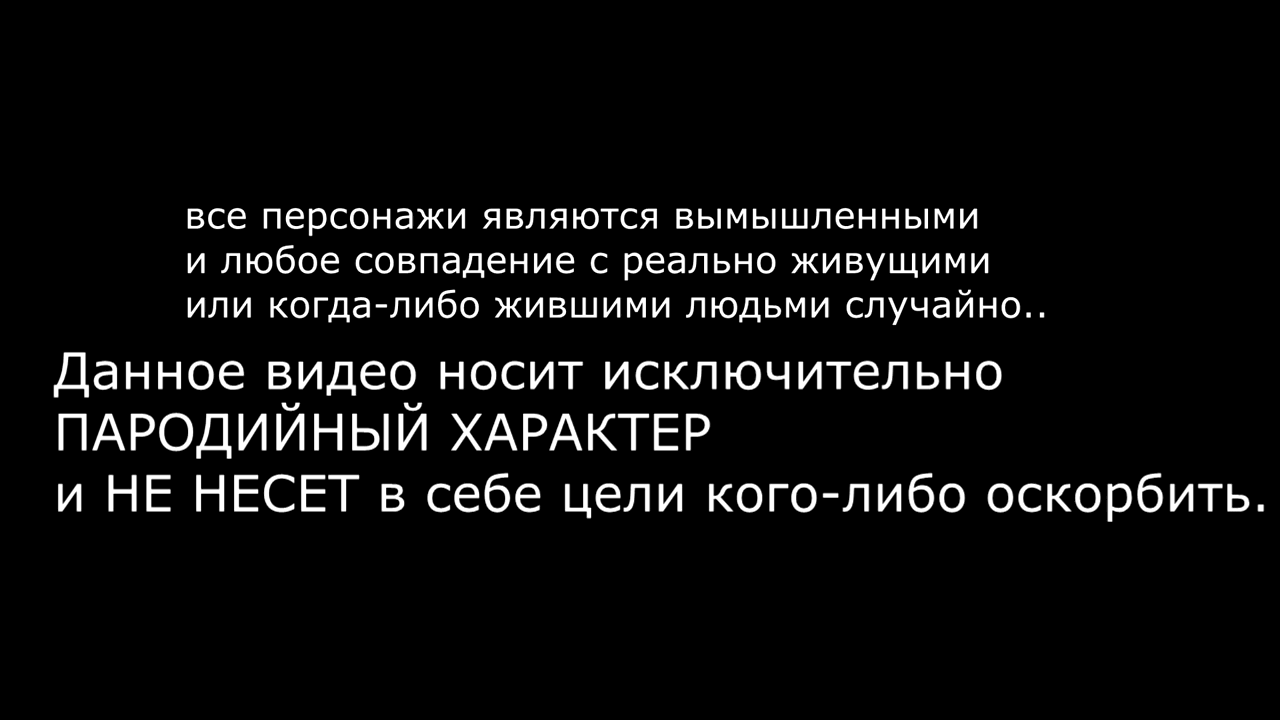 все персонажи являются вымышленными
и любое совпадение с реально живущими
или когда-либо жившими людьми случайно..
Данное видео носит исключительно
ПАРОДИЙНЫЙ ХАРАКТЕР
и НЕ НЕСЕТ в себе цели кого-либо оскорбить.